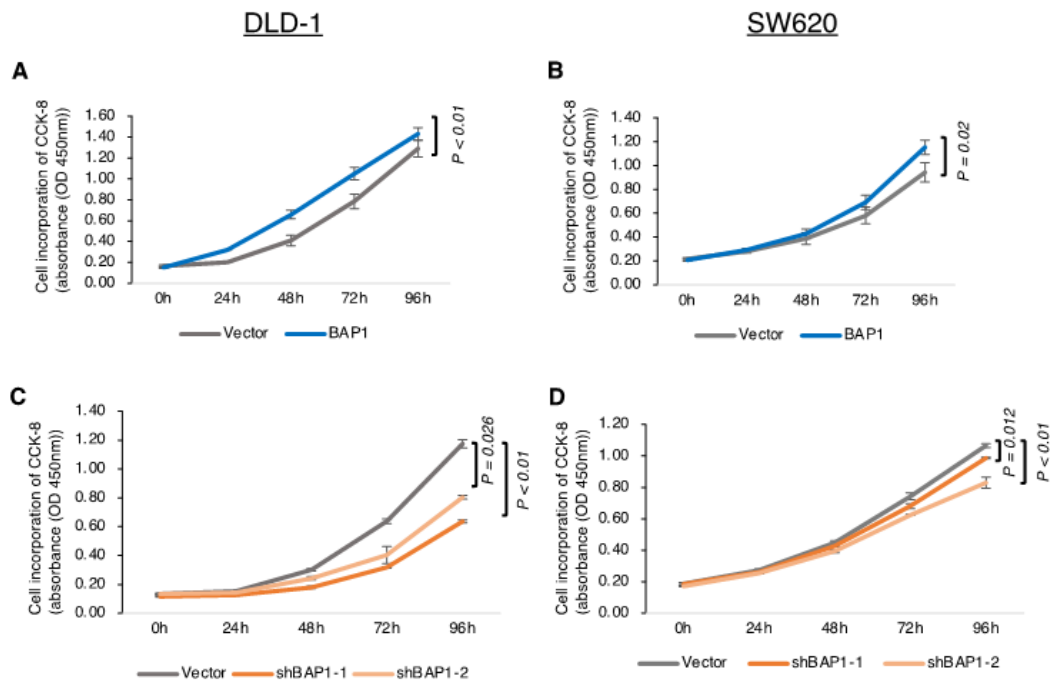 DLD-1
SW620
A
Cell incorporation of CCK-8
(absorbance (OD 450nm))
1.60
1.40
1.20
1.00
0.80
0.60
0.40
0.20
0.00
0h 24h 48h 72h 96h
P < 0.01
Vector BAP1
B
Cell incorporation of CCK-8
(absorbance (OD 450nm))
1.40
1.20
1.00
0.80
0.60
0.40
0.20
0.00
0h 24h 48h 72h 96h
P = 0.02
Vector BAP1
C
Cell incorporation of CCK-8
(absorbance (OD 450nm))
1.40
1.20
1.00
0.80
0.60
0.40
0.20
0.00
0h 24h 48h 72h 96h
P = 0.026
P < 0.01
Vector shBAP1-1 shBAP1-2
D
Cell incorporation of CCK-8
(absorbance (OD 450nm))
1.20
1.00
0.80
0.60
0.40
0.20
0.00
0h 24h 48h 72h 96h
P = 0.012
P < 0.01
Vector shBAP1-1 shBAP1-2